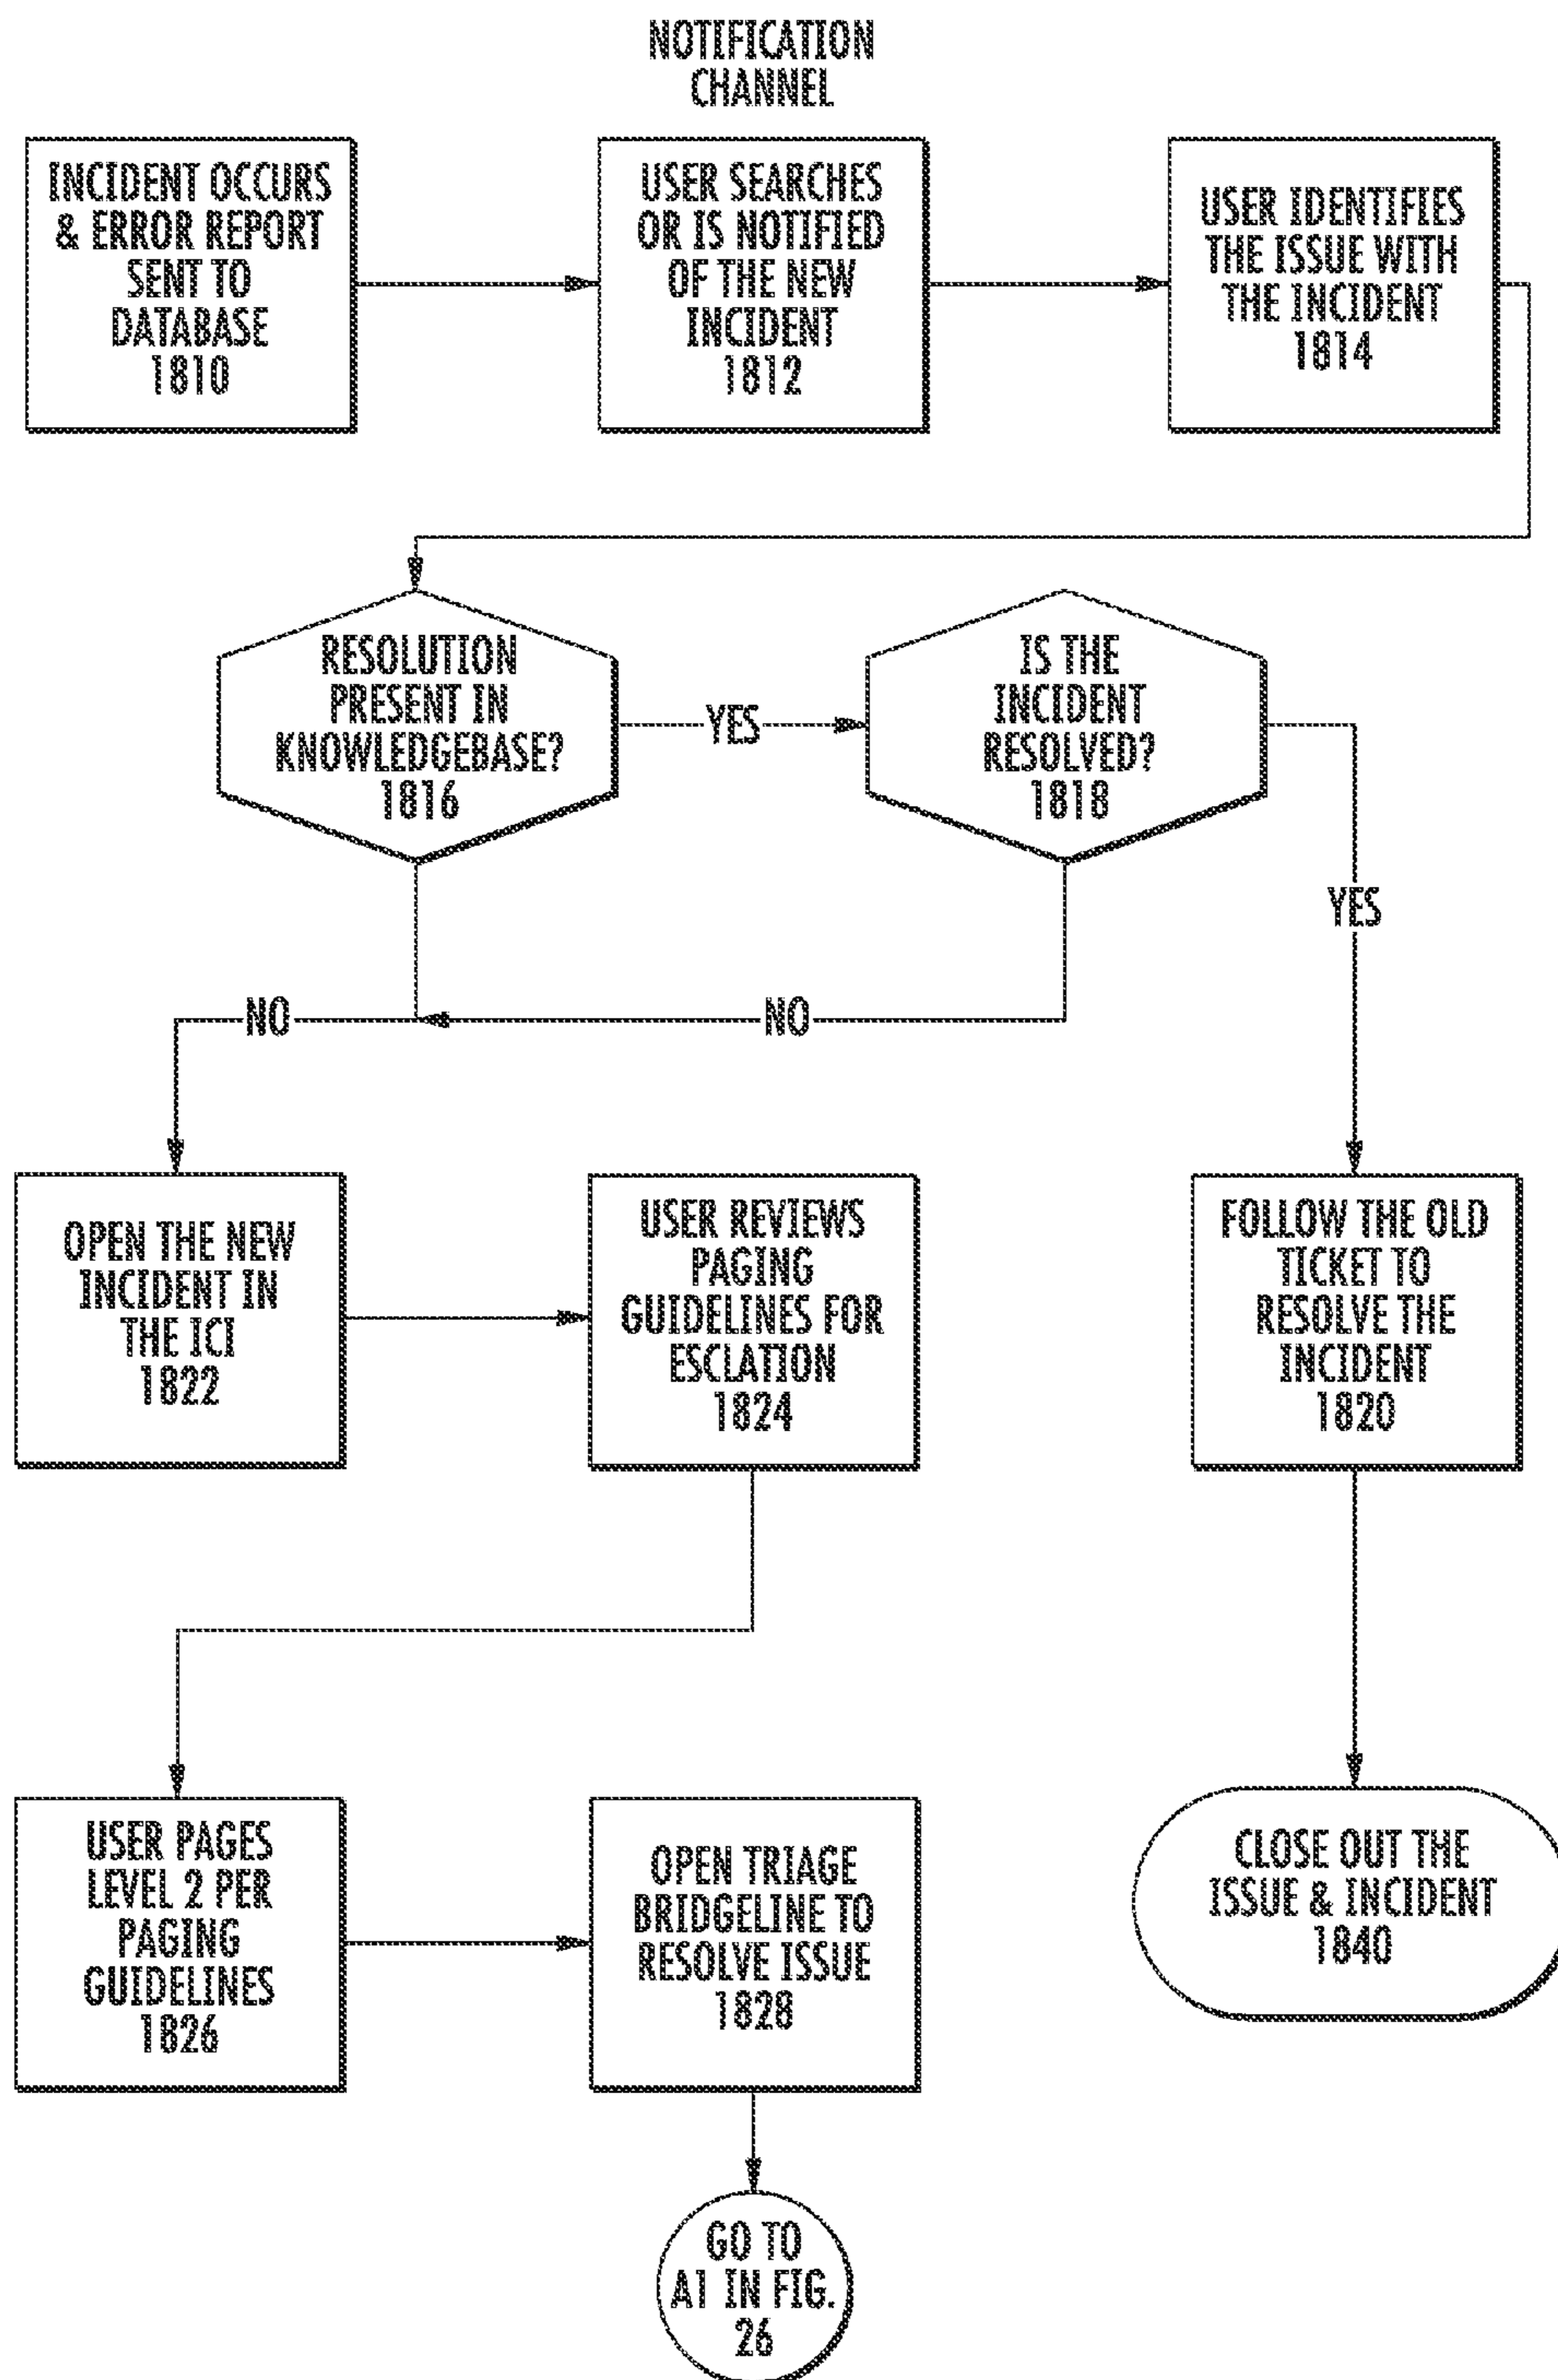 NOTIFICATION
CHANNEL
INCIDENT OCCURS
& ERROR REPORT
SENT TO
DATABASE
1810
USER SEARCHES
OR IS NOTIFIED
OF THE NEW
INCIDENT
1812
USER IDENTIFIES
THE ISSUE WITH
THE INCIDENT
1814
RESOLUTION
PRESENT IN
KNOWLEDGEBASE?
1816
YES
IS THE
INCIDENT
RESOLVED?
1818
YES
NO
NO
OPEN THE NEW
INCIDENT IN
THE ICI
1822
USER REVIEWS
PAGING
GUIDELINES FOR
ESCLATION
1824
FOLLOW THE OLD
TICKET TO
RESOLVE THE
INCIDENT
1820
USER PAGES
LEVEL 2 PER
PAGING
GUIDELINES
1826
OPEN TRIAGE
BRIDGELINE TO
RESOLVE ISSUE
1828
CLOSE OUT THE
ISSUE & INCIDENT
1840
GO TO
A1 IN FIG.
26